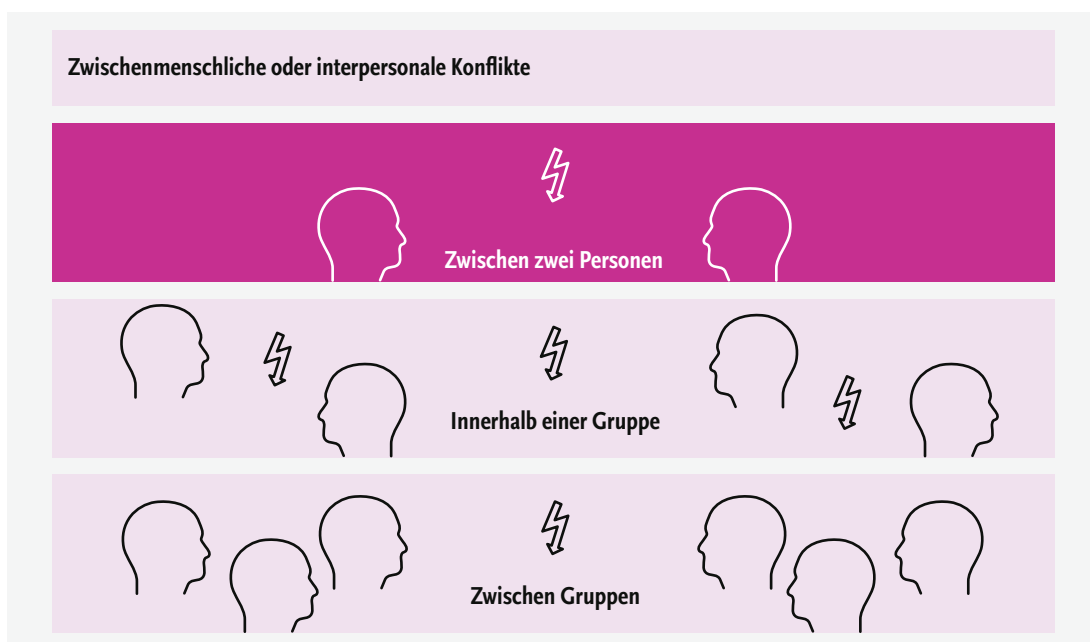 Zwischenmenschliche oder interpersonale Konflikte
Zwischen zwei Personen
Innerhalb einer Gruppe
Zwischen Gruppen